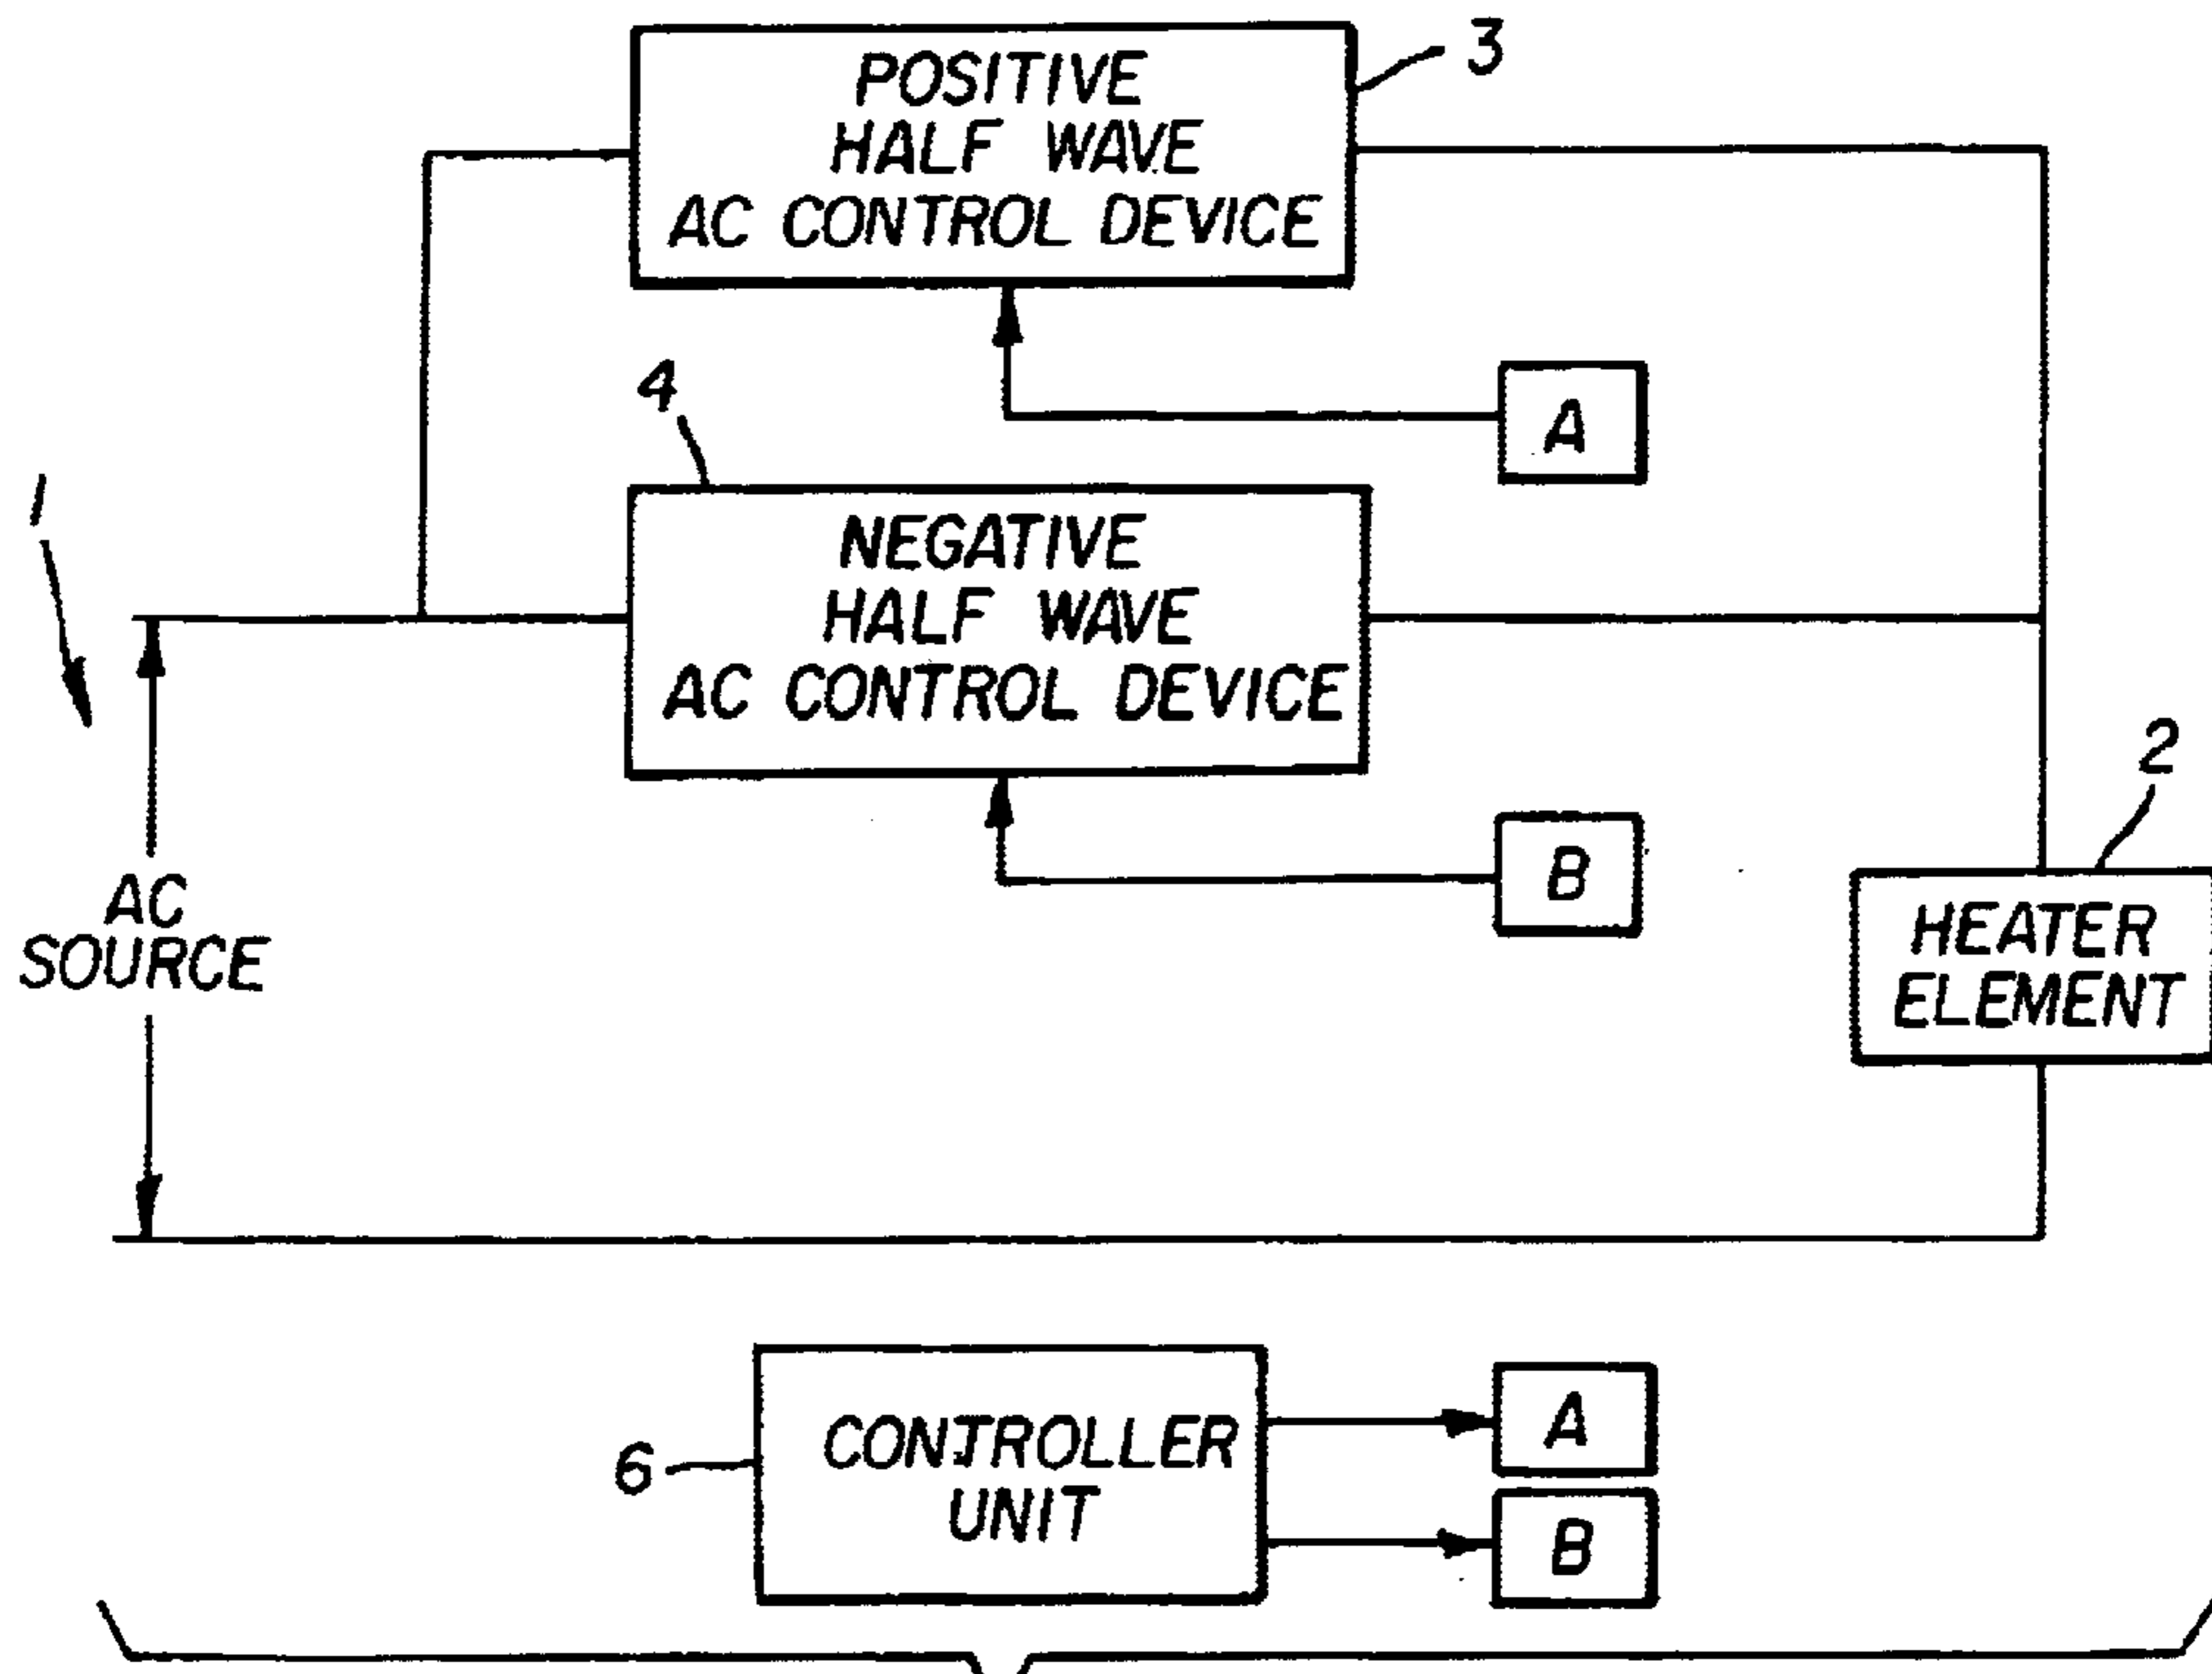 3
POSITIVE
HALF WAVE
AC CONTROL DEVICE
A
4
1
NEGATIVE
HALF WAVE
AC CONTROL DEVICE
2
B
AC
SOURCE
HEATER
ELEMENT
6
CONTROLLER
UNIT
A
B